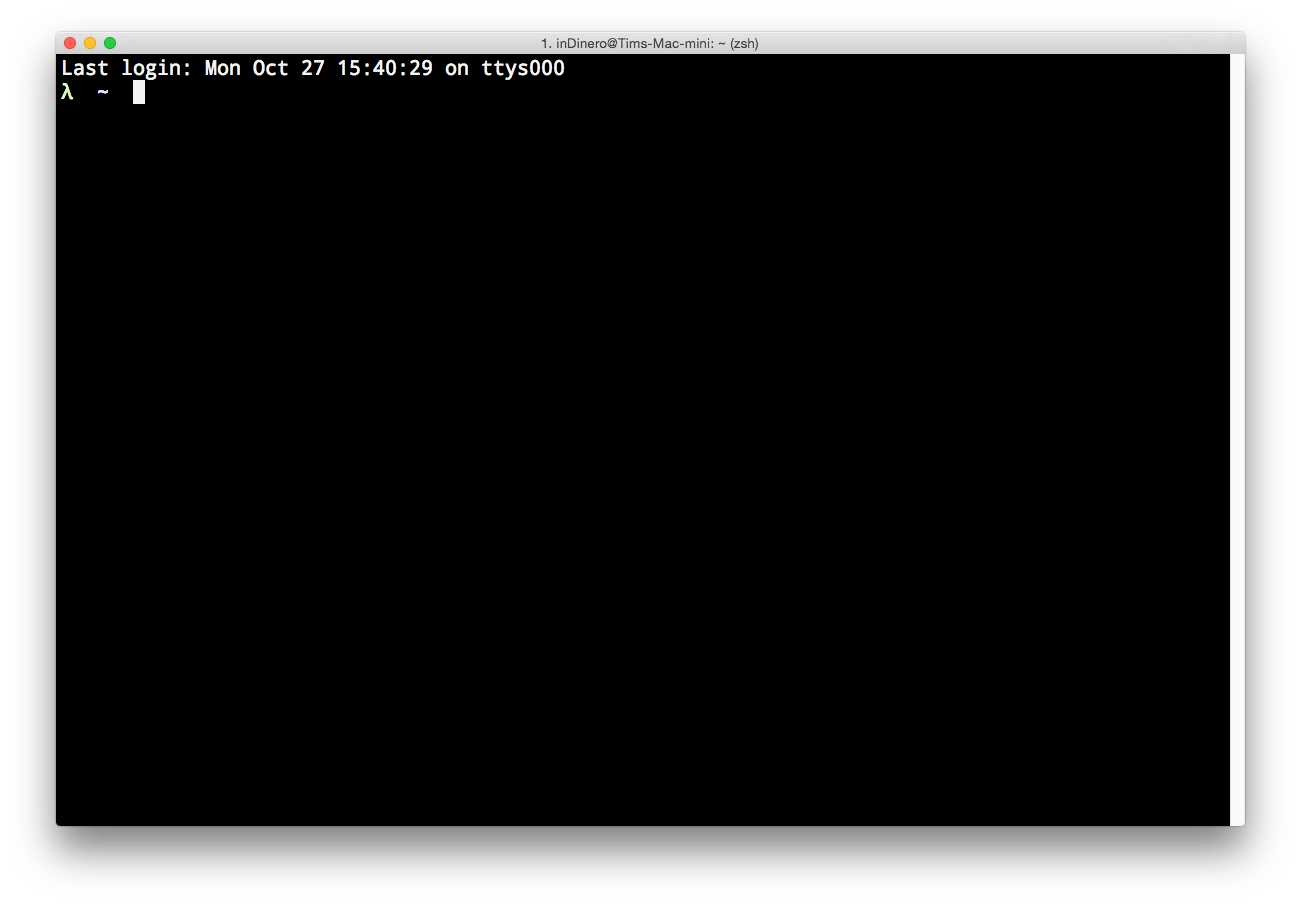 1. inDinero@Tims-Mac-mini: ~ (zsh)
Last login: Mon Oct 27 15:40:29 on ttys000
λ  ~